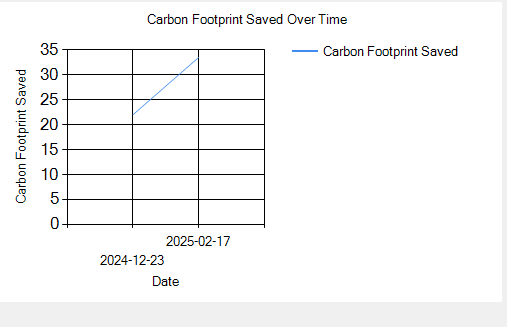 Carbon Footprint Saved Over Time
Carbon Footprint Saved
Carbon Footprint Saved
35
30
25
20
15
10
5
0
2025-02-17
2024-12-23
Date